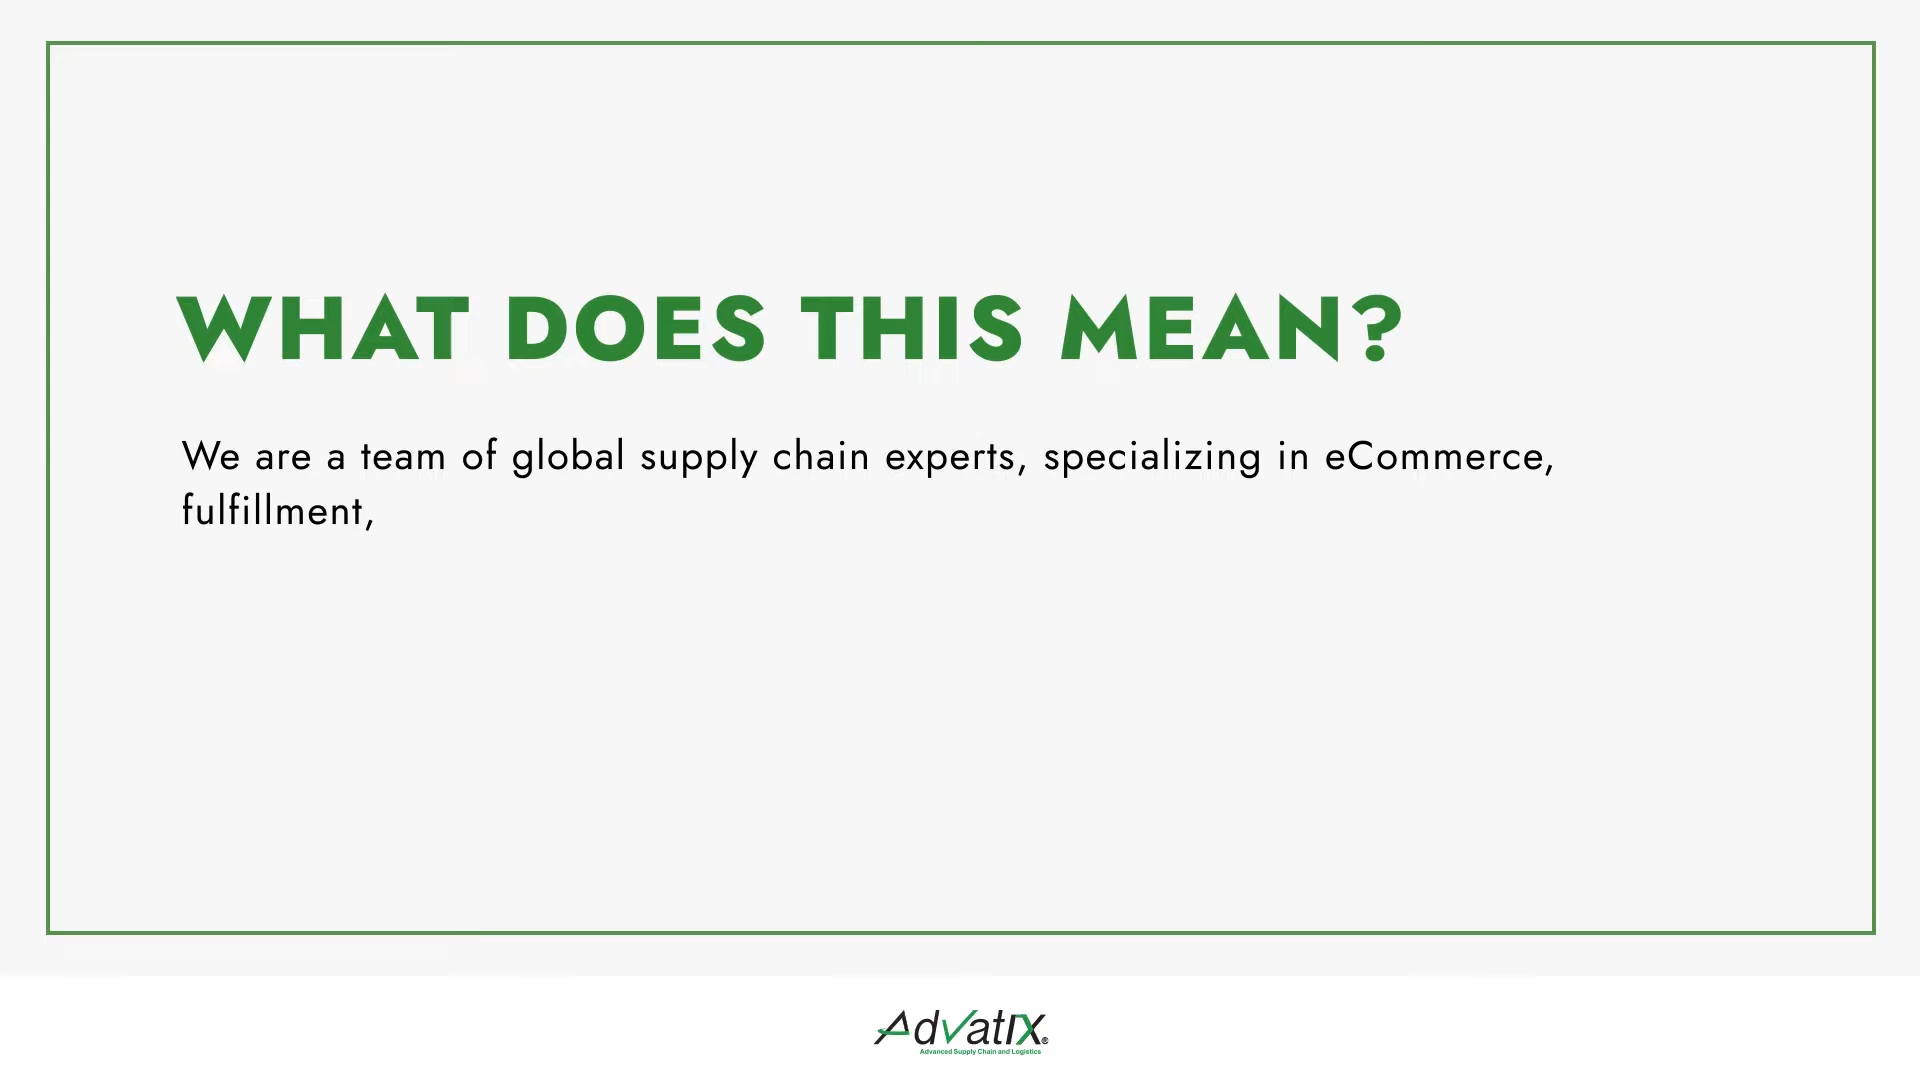 WHAT DOES THIS MEAN?
We are a team of global supply chain experts, specializing in eCommerce,
fulfillment,
AdvatIX®
Advanced Supply Chain and Logistics